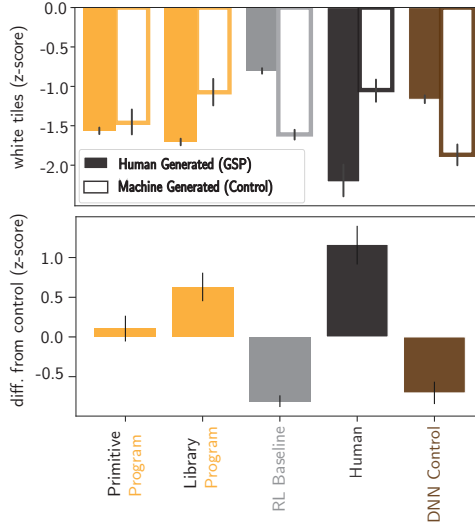 white tiles (z-score)
0.0
-0.5
-1.0
-1.5
-2.0
Human Generated (GSP)
Machine Generated (Control)
diff. from control (z-score)
1.0
0.5
0.0
-0.5
Primitive
Program
Library
Program
RL Baseline
Human
DNN Control